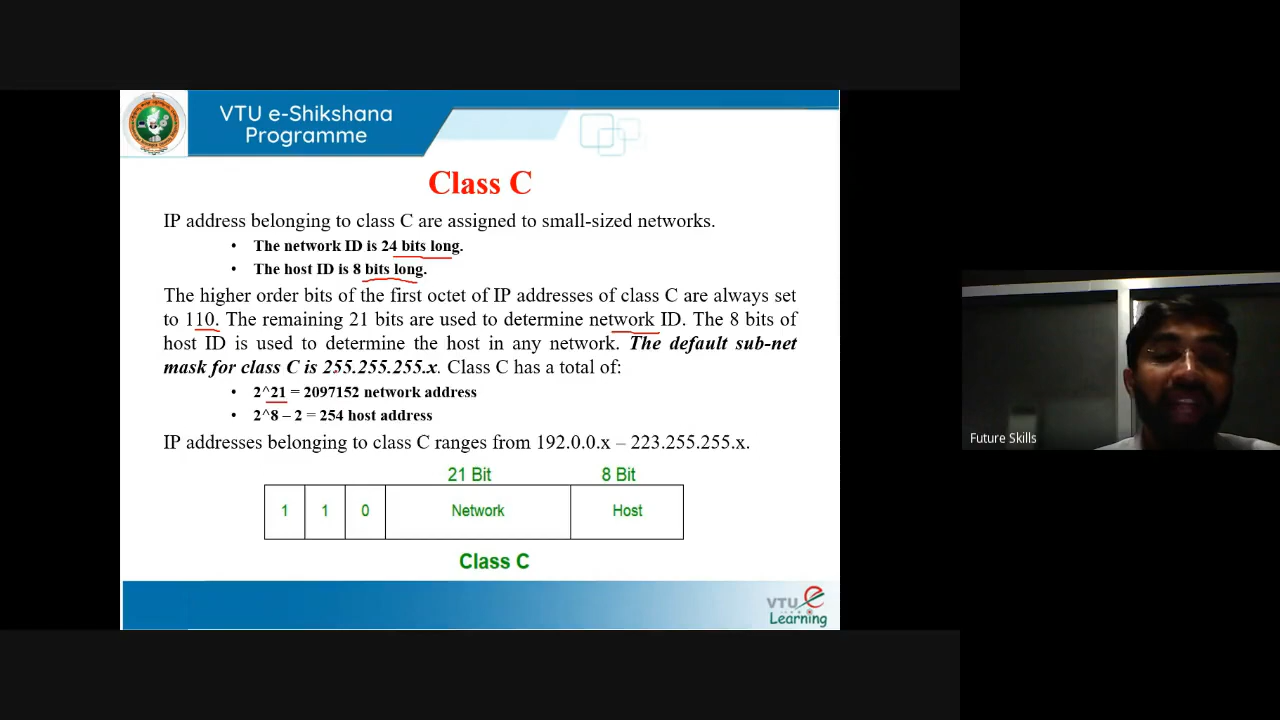 VTU e-Shikshana
Programme
Class C
IP address belonging to class C are assigned to small-sized networks.
• The network ID is 24 bits long.
• The host ID is 8 bits long.
The higher order bits of the first octet of IP addresses of class C are always set
to 110. The remaining 21 bits are used to determine network ID. The 8 bits of
host ID is used to determine the host in any network. The default sub-net
mask for class C is 255.255.255.x. Class C has a total of:
• 2^21 = 2097152 network address
• 2^8 – 2 = 254 host address
IP addresses belonging to class C ranges from 192.0.0.x – 223.255.255.x.
21 Bit 8 Bit
1 1 0 Network Host
Class C
VTU e
Learning
Future Skills